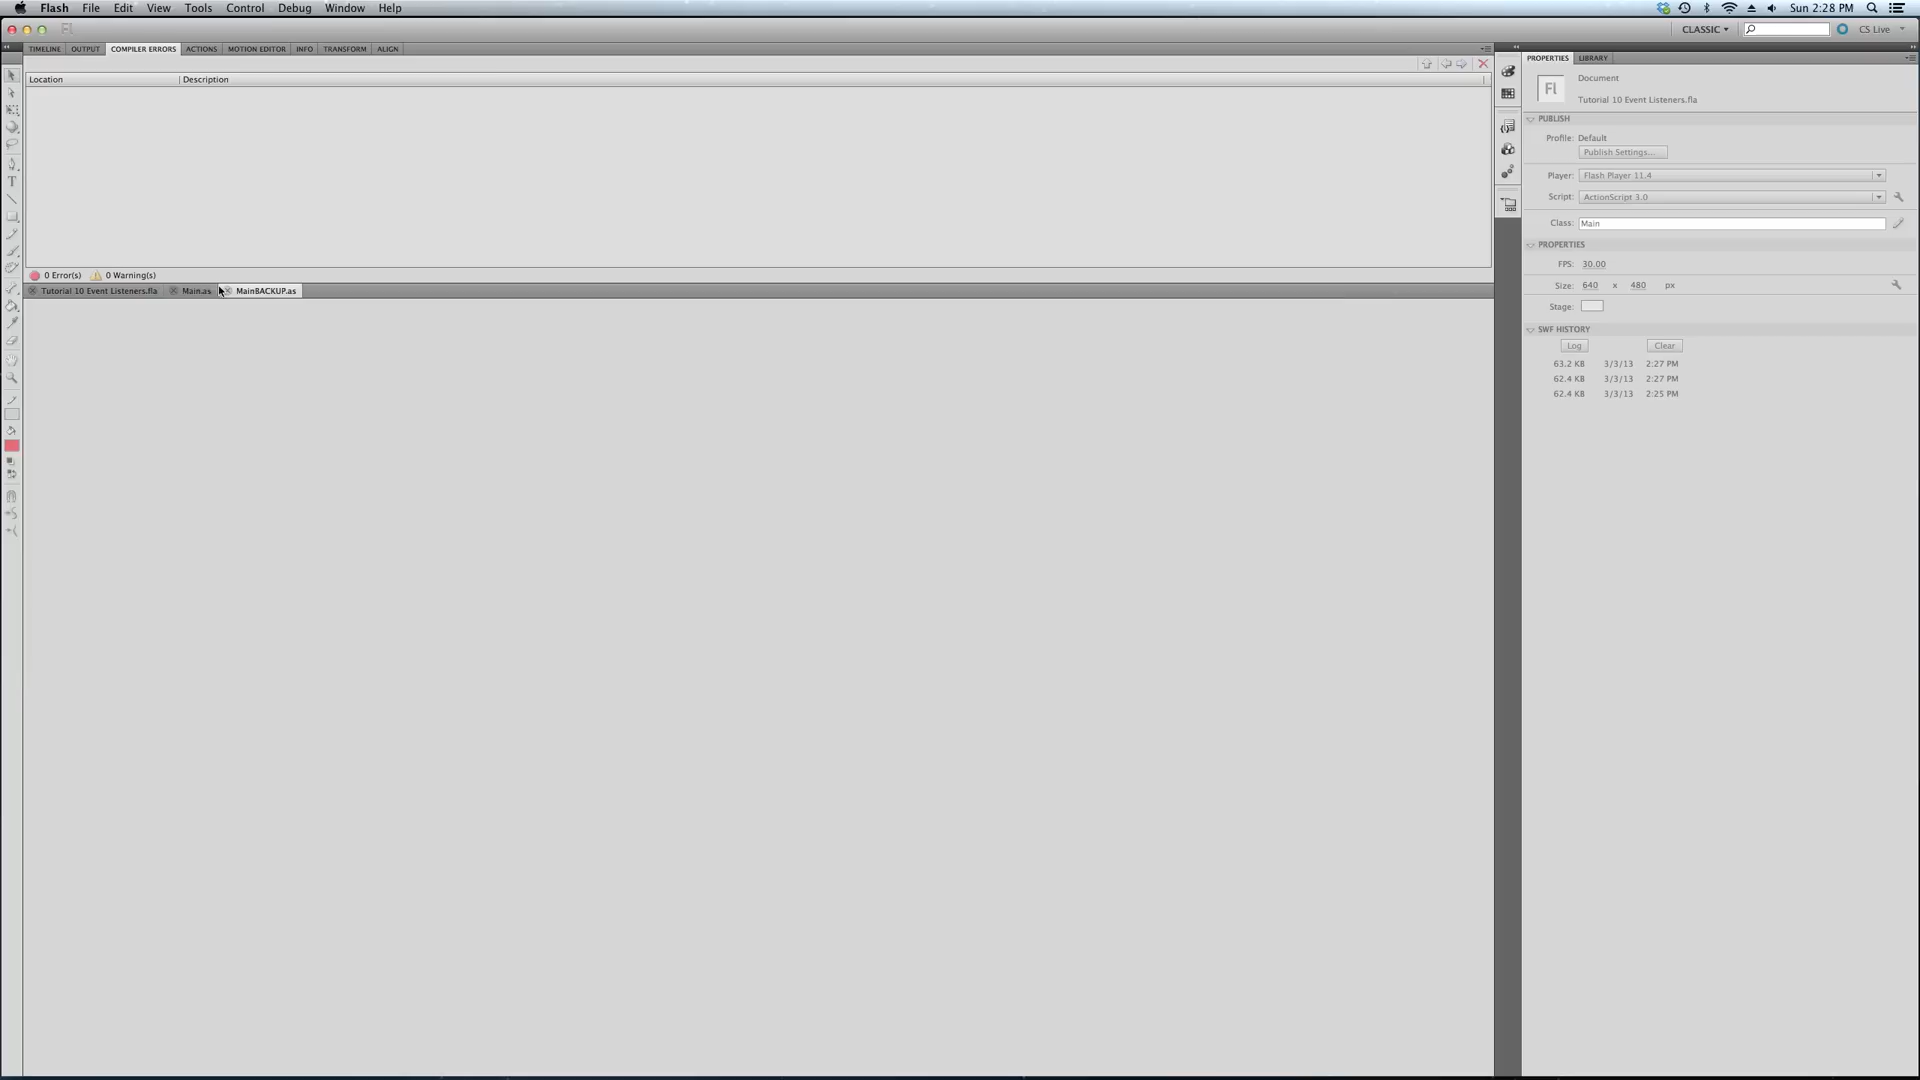 Flash File Edit View Tools Control Debug Window Help Sun 2:28 PM
Fl CLASSIC CS Live
TIMELINE OUTPUT COMPILER ERRORS ACTIONS MOTION EDITOR INFO TRANSFORM ALIGN
Location Description
0 Error(s) 0 Warning(s)
Tutorial 10 Event Listeners.fla Main.as MainBACKUP.as
T
PROPERTIES LIBRARY
Fl Document
Tutorial 10 Event Listeners.fla
PUBLISH
Profile: Default
Publish Settings...
Player: Flash Player 11.4
Script: ActionScript 3.0
Class: Main
PROPERTIES
FPS: 30.00
Size: 640 x 480 px
Stage:
SWF HISTORY
Log Clear
63.2 KB 3/3/13 2:27 PM
62.4 KB 3/3/13 2:27 PM
62.4 KB 3/3/13 2:25 PM